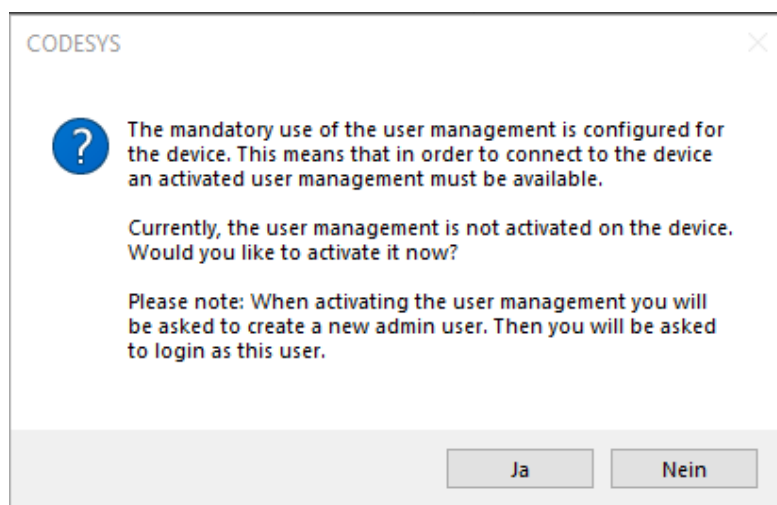 CODESYS
The mandatory use of the user management is configured for
the device. This means that in order to connect to the device
an activated user management must be available.
Currently, the user management is not activated on the device.
Would you like to activate it now?
Please note: When activating the user management you will
be asked to create a new admin user. Then you will be asked
to login as this user.
Ja
Nein